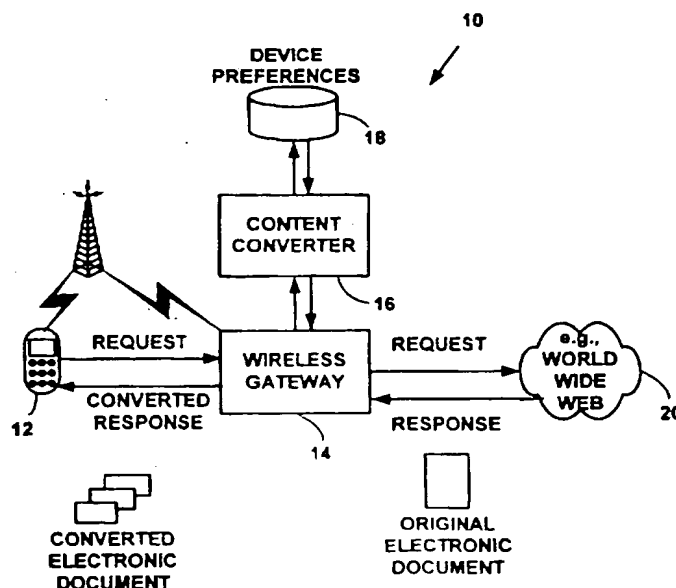 10
DEVICE
PREFERENCES
18
CONTENT
CONVERTER
16
REQUEST
WIRELESS
GATEWAY
REQUEST
e.g.,
WORLD
WIDE
WEB
CONVERTED
RESPONSE
RESPONSE
12
14
20
CONVERTED
ELECTRONIC
DOCUMENT
ORIGINAL
ELECTRONIC
DOCUMENT